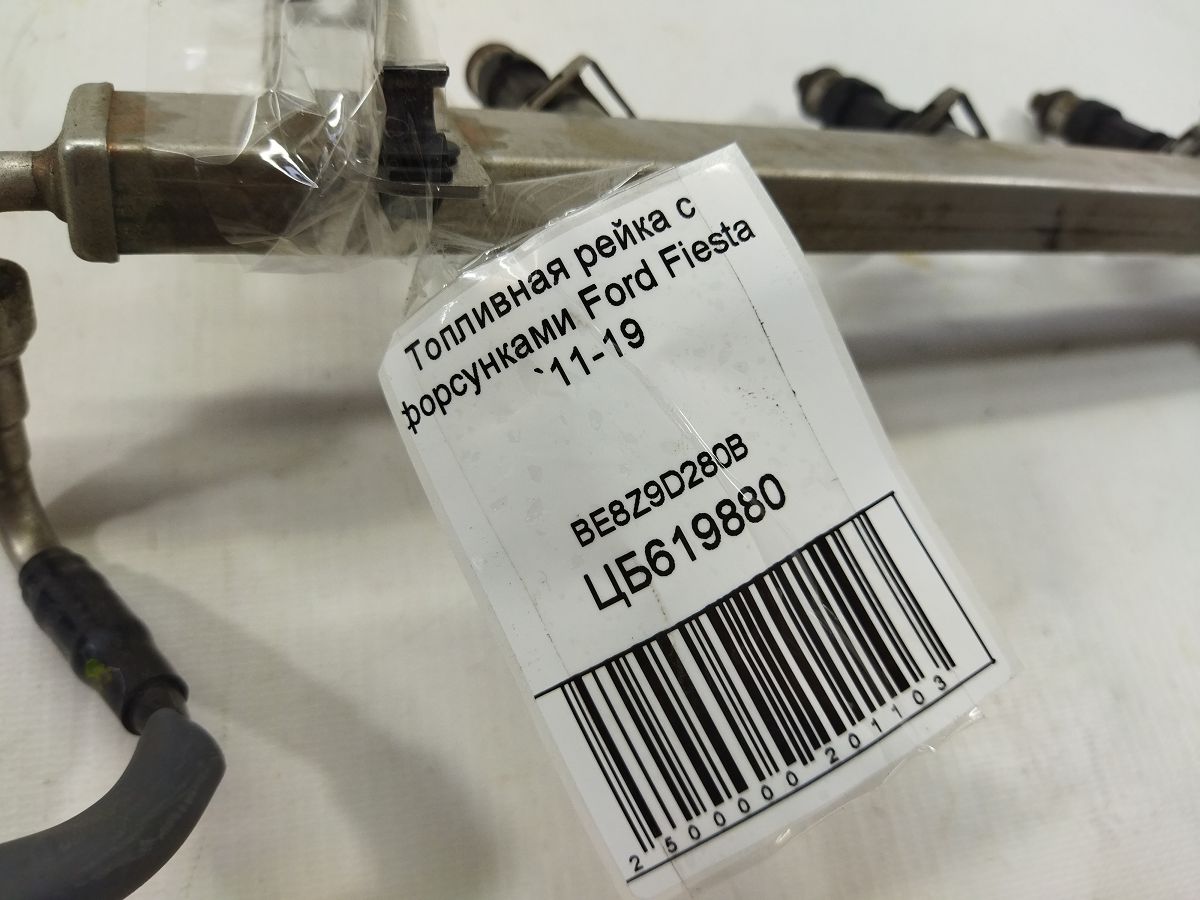 Топливная рейка с
форсунками Ford Fiesta
`11-19
BE8Z9D280B
ЦБ619880
2500000201103